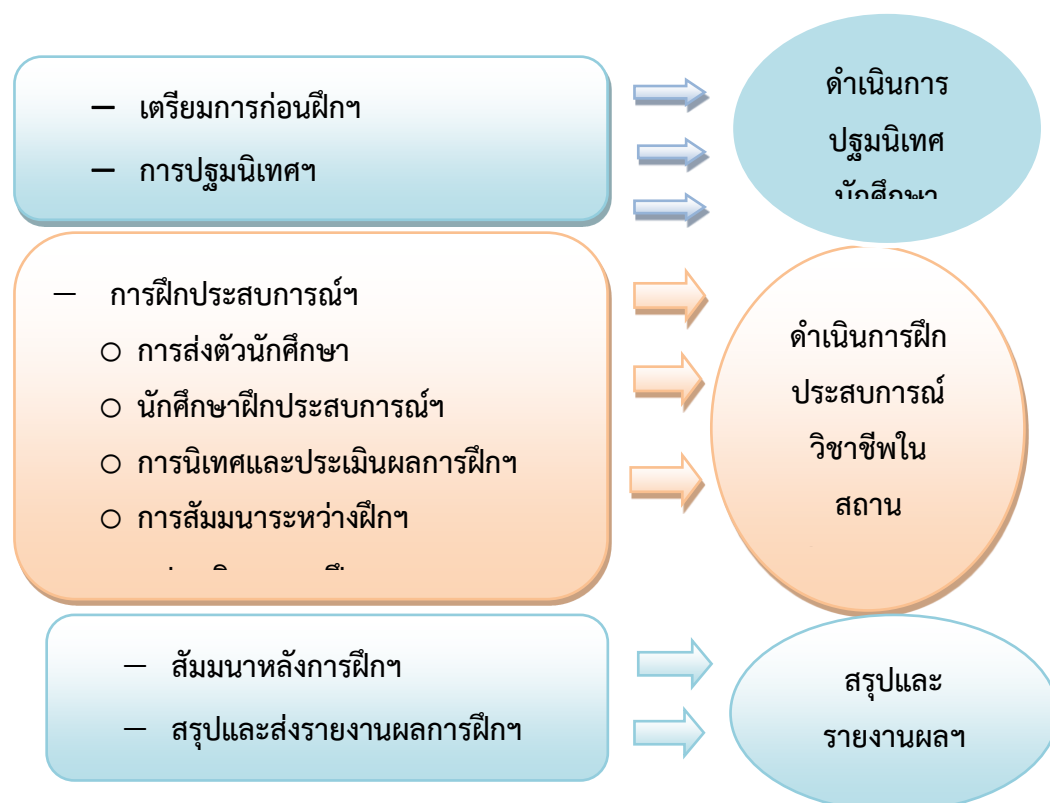 — เตรียมการก่อนฝึกฯ
— การปฐมนิเทศฯ
ดำเนินการ
ปฐมนิเทศ
นักศึกษา
— การฝึกประสบการณ์ฯ
○ การส่งตัวนักศึกษา
○ นักศึกษาฝึกประสบการณ์ฯ
○ การนิเทศและประเมินผลการฝึกฯ
○ การสัมมนาระหว่างฝึกฯ
ดำเนินการฝึก
ประสบการณ์
วิชาชีพใน
สถาน
— สัมมนาหลังการฝึกฯ
— สรุปและส่งรายงานผลการฝึกฯ
สรุปและ
รายงานผลฯ